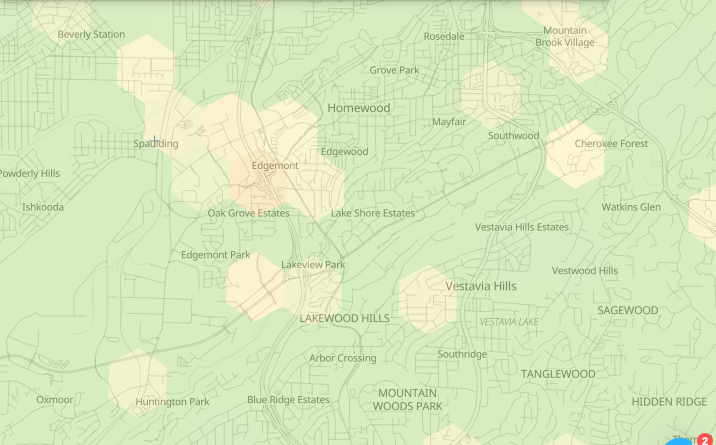 Beverly Station
Rosedale
Mountain
Brook Village
Grove Park
Homewood
Mayfair
Southwood
Spaulding
Edgewood
Cherokee Forest
Edgemont
Powderly Hills
Ishkooda
Oak Grove Estates
Lake Shore Estates
Watkins Glen
Vestavia Hills Estates
Edgemont Park
Lakeview Park
Vestwood Hills
Vestavia Hills
SAGEWOOD
LAKEWOOD HILLS
VESTAVIA LAKE
Arbor Crossing
Southridge
TANGLEWOOD
Oxmoor
Huntington Park
Blue Ridge Estates
MOUNTAIN
WOODS PARK
HIDDEN RIDGE
2